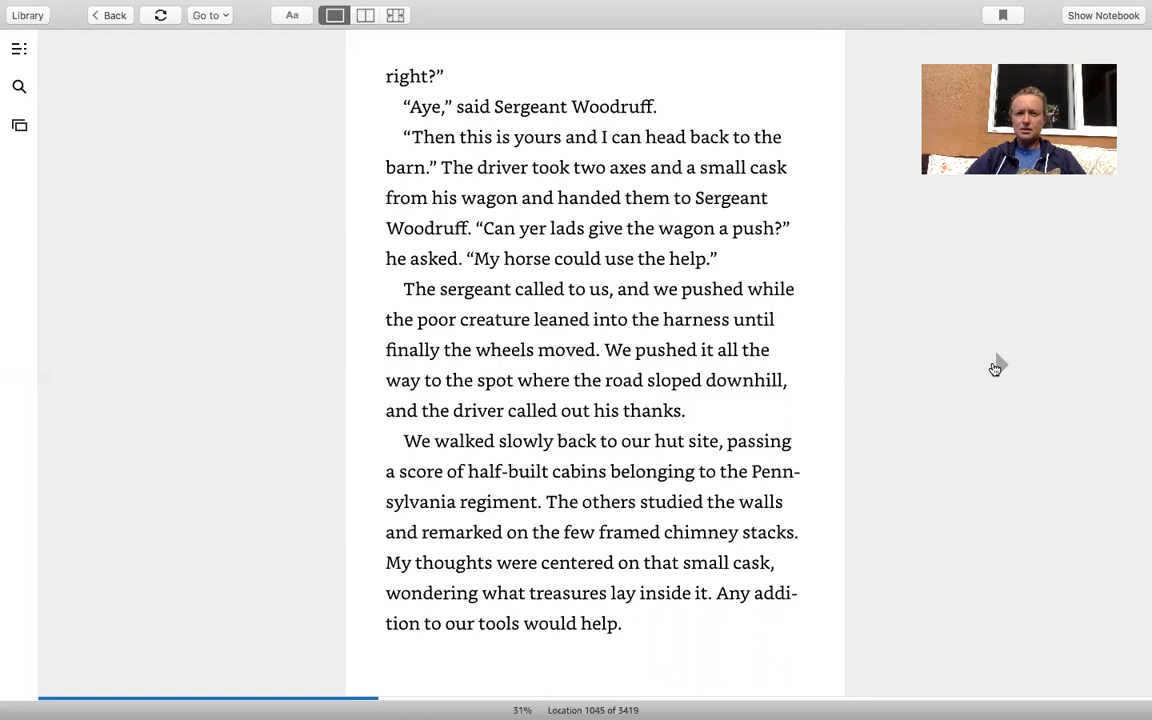 Library
Back
Go to
Aa
Show Notebook
right?”
“Aye,” said Sergeant Woodruff.
“Then this is yours and I can head back to the
barn.” The driver took two axes and a small cask
from his wagon and handed them to Sergeant
Woodruff. “Can yer lads give the wagon a push?”
he asked. “My horse could use the help.”
The sergeant called to us, and we pushed while
the poor creature leaned into the harness until
finally the wheels moved. We pushed it all the
way to the spot where the road sloped downhill,
and the driver called out his thanks.
We walked slowly back to our hut site, passing
a score of half-built cabins belonging to the Penn-
sylvania regiment. The others studied the walls
and remarked on the few framed chimney stacks.
My thoughts were centered on that small cask,
wondering what treasures lay inside it. Any addi-
tion to our tools would help.
31% Location 1045 of 3419